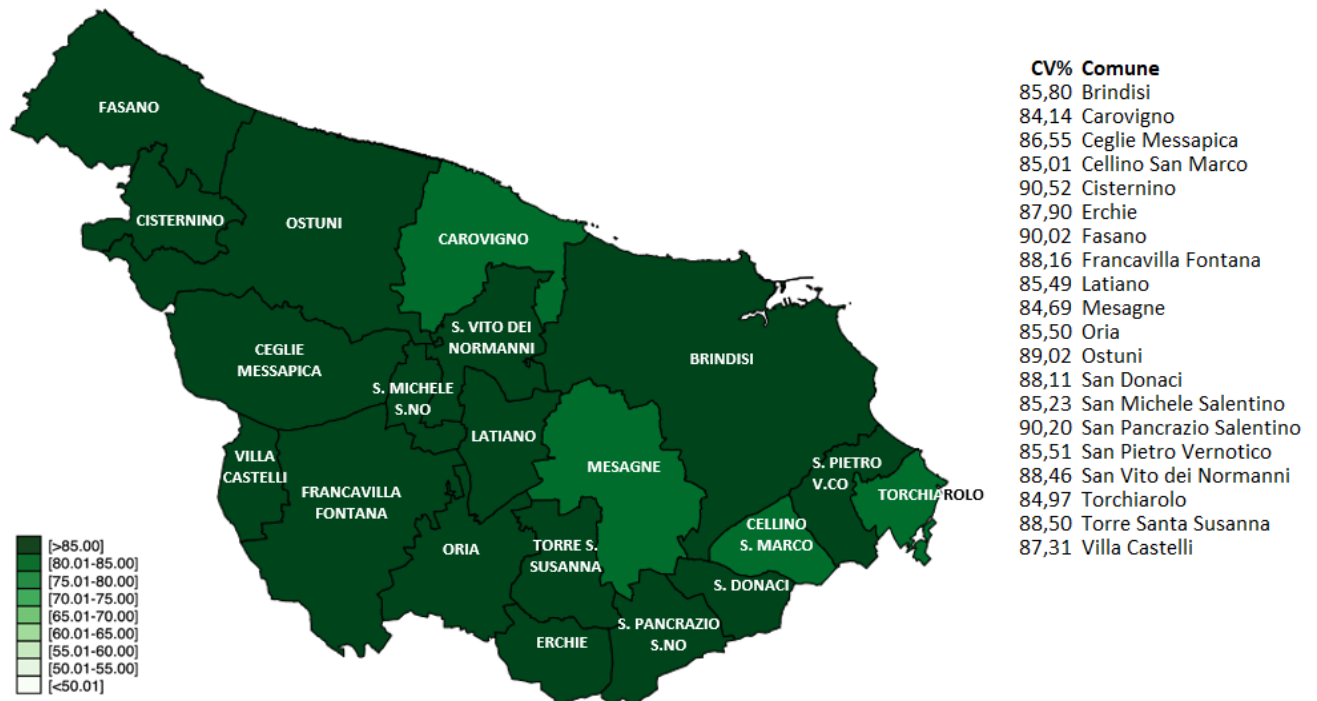 FASANO
CISTERNINO
OSTUNI
CAROVIGNO
S. VITO DEI
NORMANNI
CEGLIE
MESSAPICA
S. MICHELE
S.NO
BRINDISI
LATIANO
VILLA
CASTELLI
FRANCAVILLA
FONTANA
MESAGNE
S. PIETRO
V.CO
TORCHIAROLO
CELLINO
S. MARCO
ORIA
TORRE S.
SUSANNA
S. DONACI
S. PANCRAZIO
S.NO
ERCHIE
[>85.00]
[80.01-85.00]
[75.01-80.00]
[70.01-75.00]
[65.01-70.00]
[60.01-65.00]
[55.01-60.00]
[50.01-55.00]
[<50.01]
CV% Comune
85,80 Brindisi
84,14 Carovigno
86,55 Ceglie Messapica
85,01 Cellino San Marco
90,52 Cisternino
87,90 Erchie
90,02 Fasano
88,16 Francavilla Fontana
85,49 Latiano
84,69 Mesagne
85,50 Oria
89,02 Ostuni
88,11 San Donaci
85,23 San Michele Salentino
90,20 San Pancrazio Salentino
85,51 San Pietro Vernotico
88,46 San Vito dei Normanni
84,97 Torchiarolo
88,50 Torre Santa Susanna
87,31 Villa Castelli